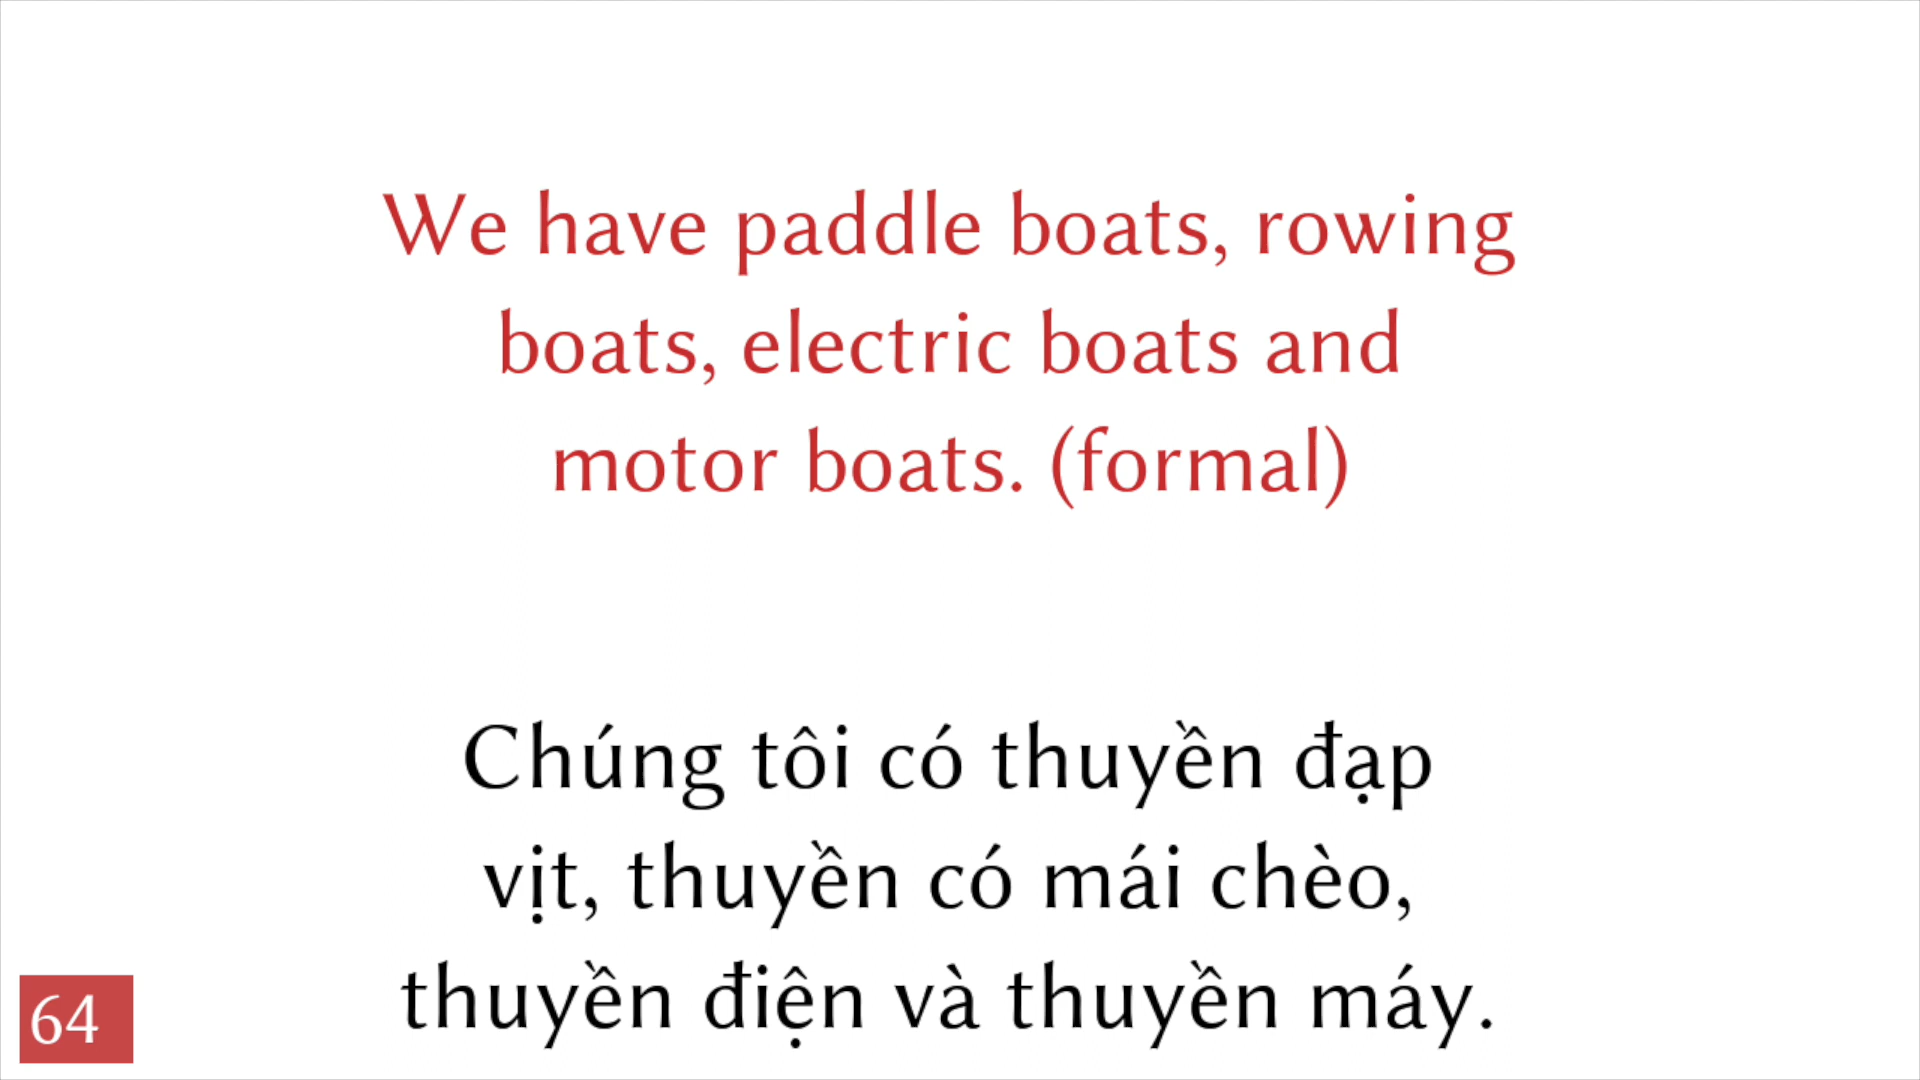 We have paddle boats, rowing
boats, electric boats and
motor boats. (formal)
Chúng tôi có thuyền đạp
vịt, thuyền có mái chèo,
thuyền điện và thuyền máy.
64